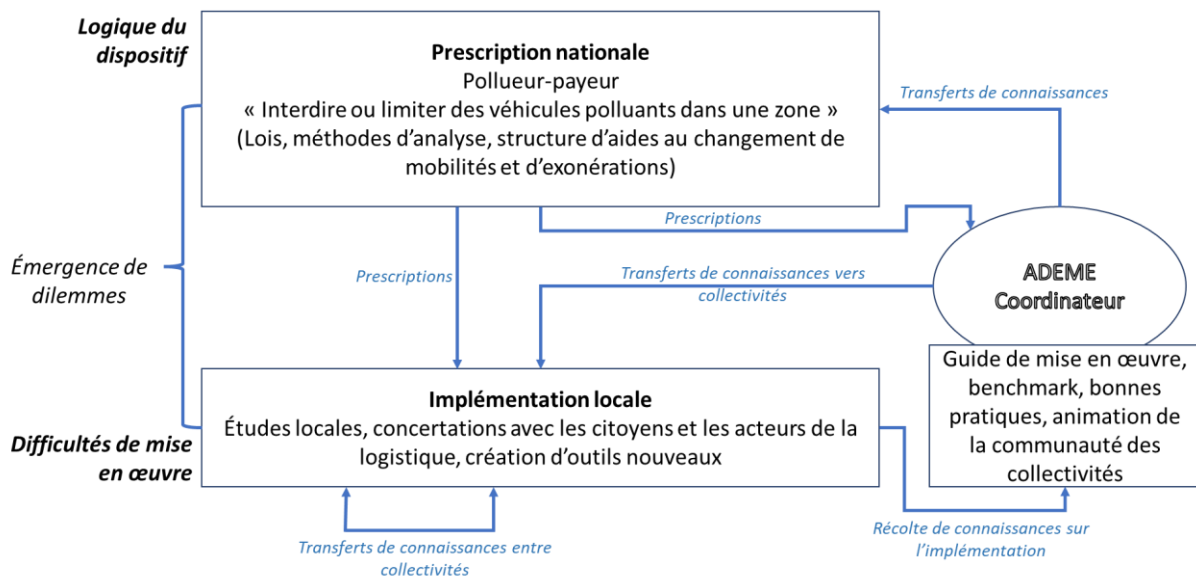 Logique du
dispositif
Prescription nationale
Pollueur-payeur
« Interdire ou limiter des véhicules polluants dans une zone »
(Lois, méthodes d'analyse, structure d'aides au changement de
mobilités et d'exonérations)
Transferts de connaissances
Prescriptions
Émergence de
dilemmes
Prescriptions
Transferts de connaissances vers
collectivités
ADEME
Coordinateur
Guide de mise en œuvre,
benchmark, bonnes
pratiques, animation de
la communauté des
collectivités
Implémentation locale
Études locales, concertations avec les citoyens et les acteurs de la
logistique, création d'outils nouveaux
Difficultés de mise
en œuvre
Transferts de connaissances entre
collectivités
Récolte de connaissances sur
l'implémentation